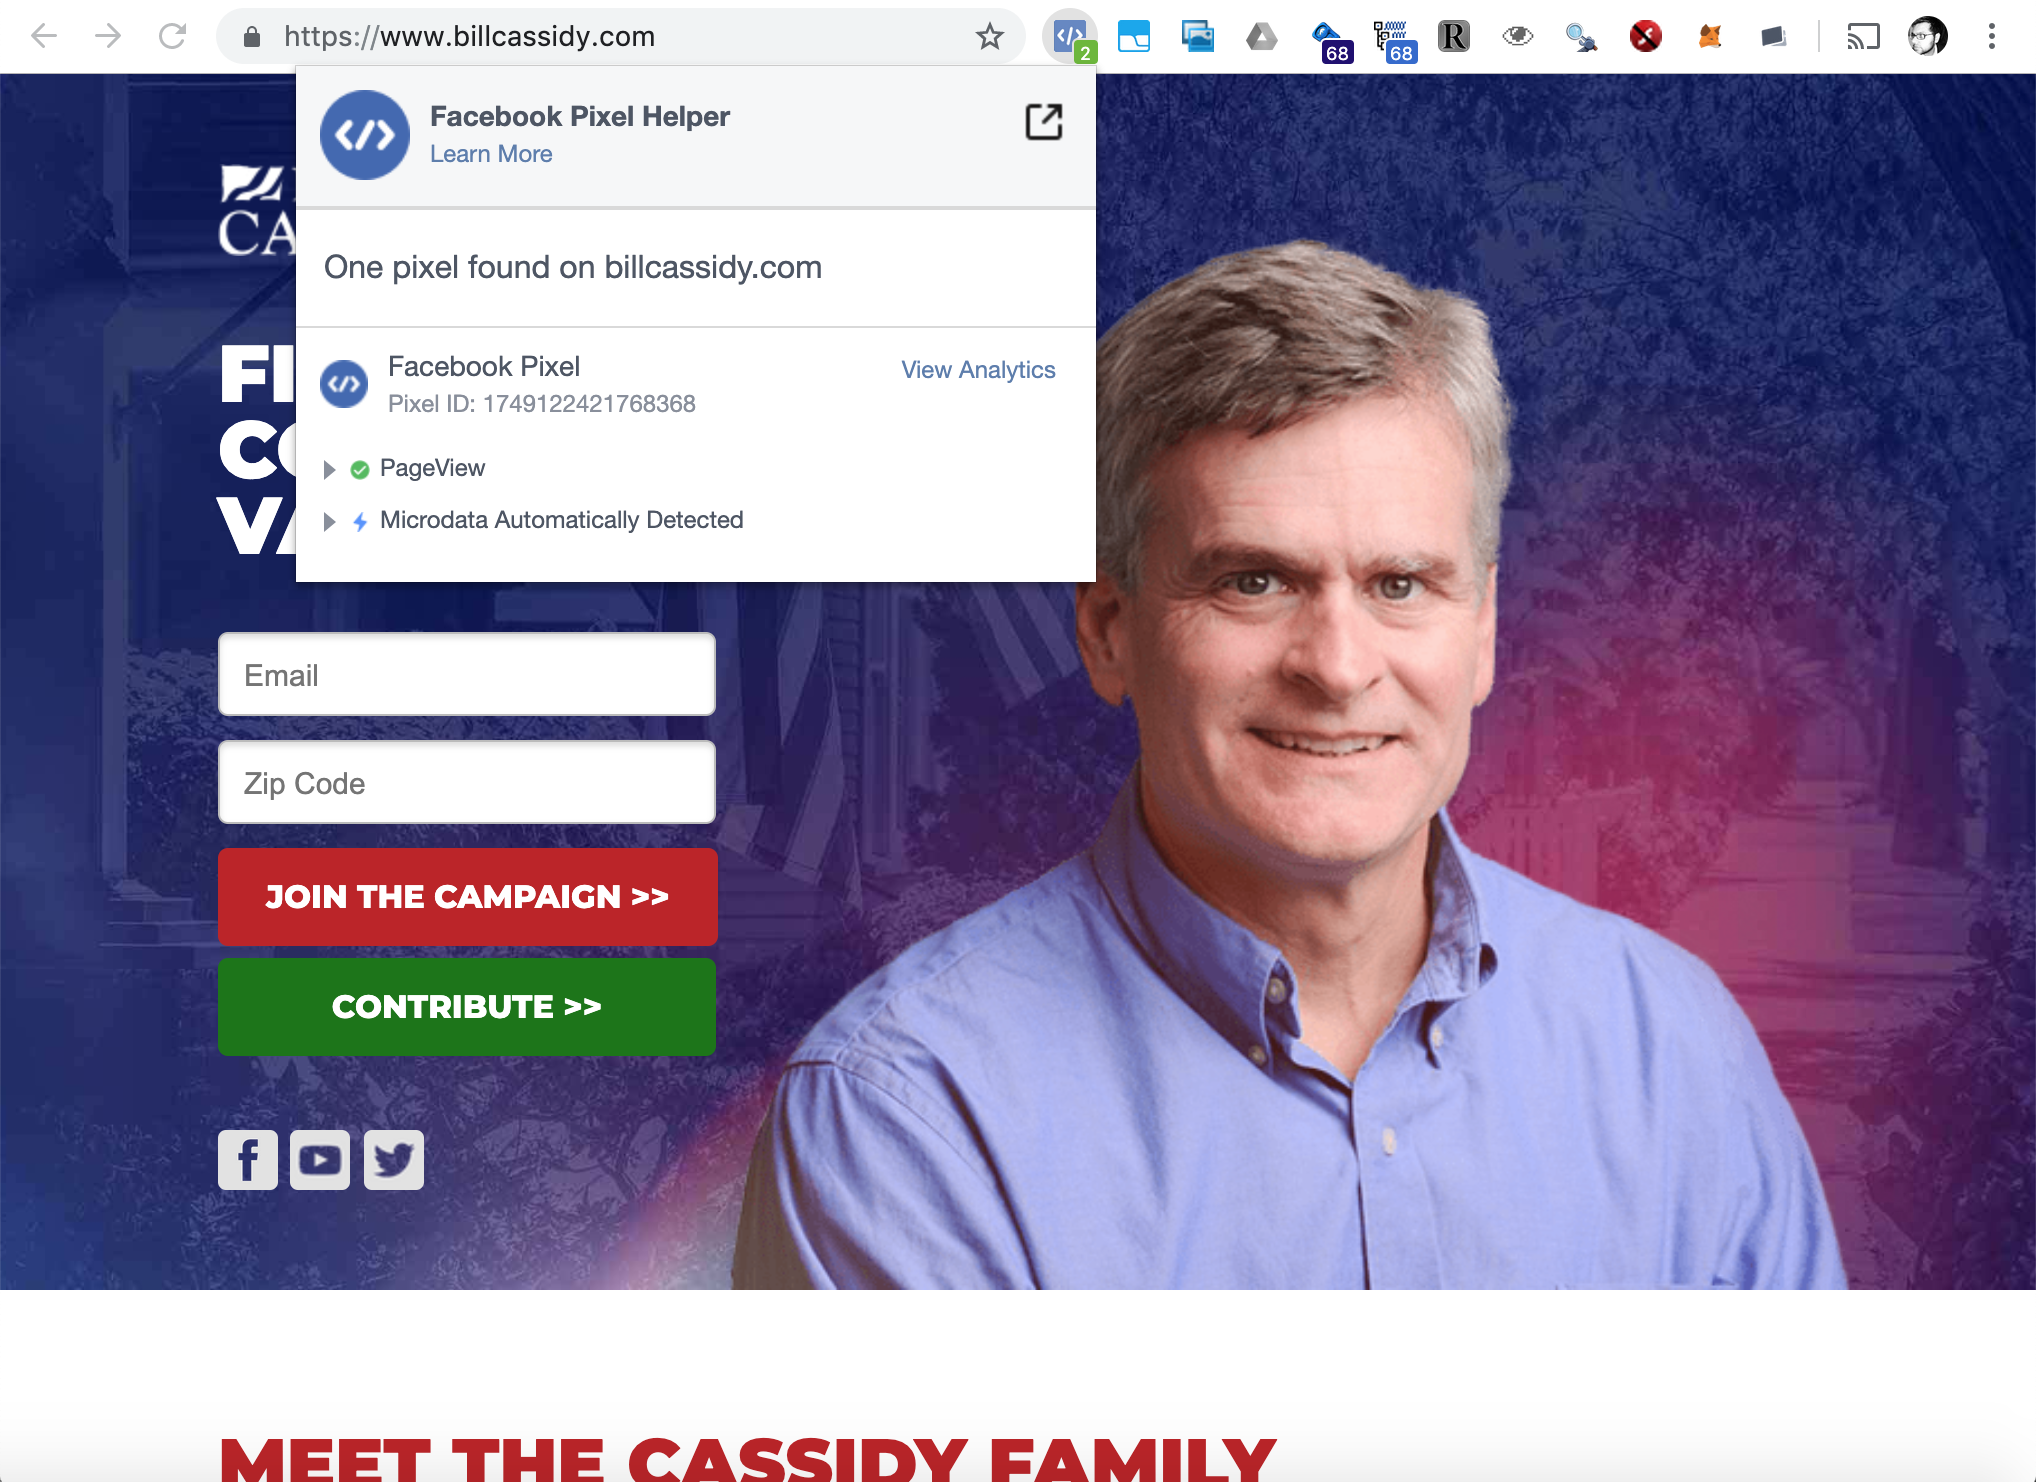 https://www.billcassidy.com
2
68
68
R
Facebook Pixel Helper
Learn More
One pixel found on billcassidy.com
Facebook Pixel
View Analytics
Pixel ID: 1749122421768368
PageView
Microdata Automatically Detected
Email
Zip Code
JOIN THE CAMPAIGN >>
CONTRIBUTE >>
MEET THE CASSIDY FAMILY